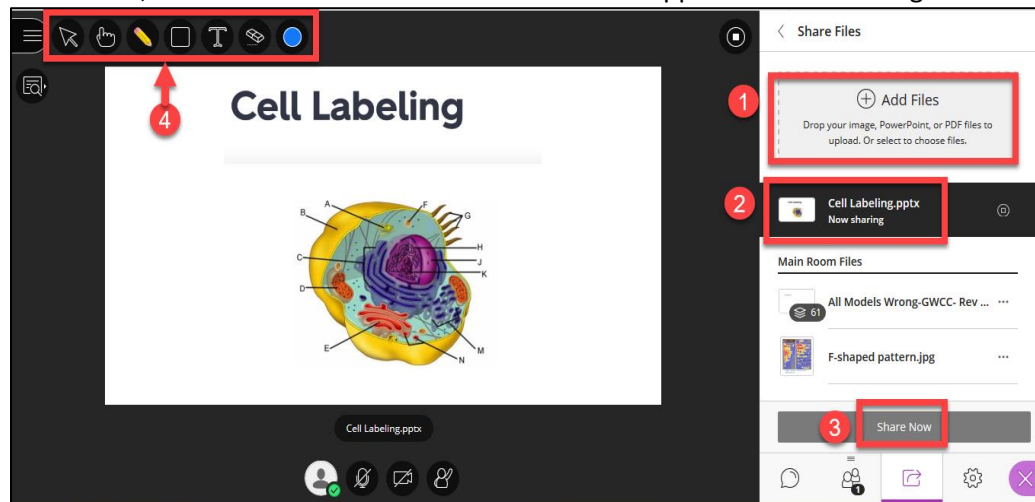 T
Share Files
1
Add Files
Drop your image, PowerPoint, or PDF files to
upload. Or select to choose files.
4
Cell Labeling
2
Cell Labeling.pptx
Now sharing
Main Room Files
61
All Models Wrong-GWCC- Rev ...
F-shaped pattern.jpg
A
F
B
G
H
C
J
K
D
E
M
N
3
Share Now
Cell Labeling.pptx
1